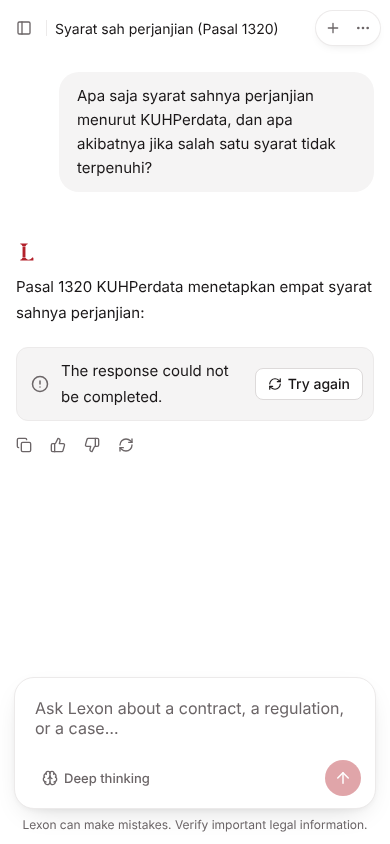 Syarat sah perjanjian (Pasal 1320)
Apa saja syarat sahnya perjanjian
menurut KUHPerdata, dan apa
akibatnya jika salah satu syarat tidak
terpenuhi?
L
Pasal 1320 KUHPerdata menetapkan empat syarat
sahnya perjanjian:
The response could not
be completed.
Try again
Ask Lexon about a contract, a regulation,
or a case...
Deep thinking
Lexon can make mistakes. Verify important legal information.